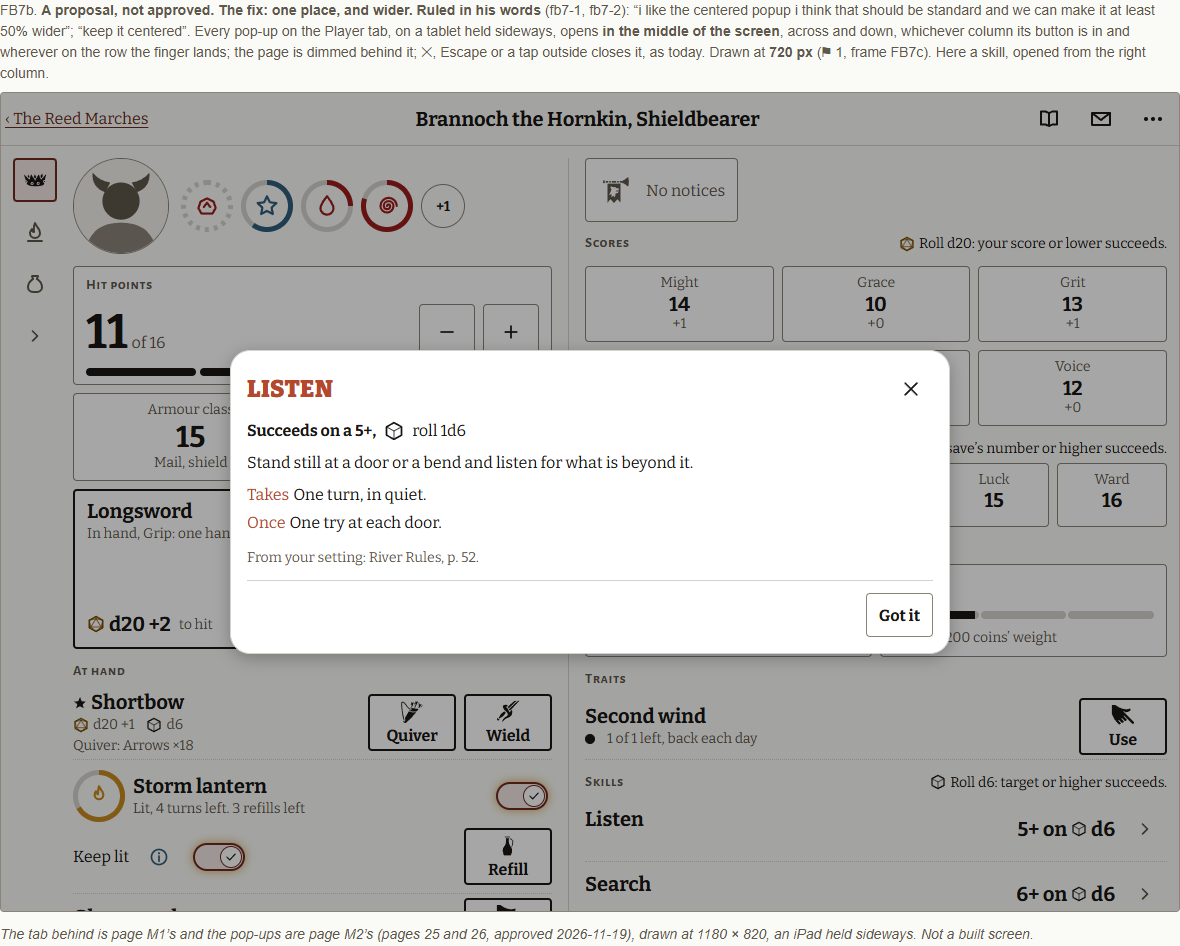 FB7b. A proposal, not approved. The fix: one place, and wider. Ruled in his words (fb7-1, fb7-2): “i like the centered popup i think that should be standard and we can make it at least
50% wider”; “keep it centered”. Every pop-up on the Player tab, on a tablet held sideways, opens in the middle of the screen, across and down, whichever column its button is in and
wherever on the row the finger lands; the page is dimmed behind it; ✕, Escape or a tap outside closes it, as today. Drawn at 720 px (⚑ 1, frame FB7c). Here a skill, opened from the right
column.
‹ The Reed Marches
Brannoch the Hornkin, Shieldbearer
+1
No notices
HIT POINTS
11 of 16
− +
SCORES
Roll d20: your score or lower succeeds.
Might
14
+1
Grace
10
+0
Grit
13
+1
Voice
12
+0
Armour clas
15
Mail, shield
save’s number or higher succeeds.
Luck
15
Ward
16
Longsword
In hand, Grip: one han
d20 +2 to hit
200 coins’ weight
LISTEN
Succeeds on a 5+, roll 1d6
Stand still at a door or a bend and listen for what is beyond it.
Takes One turn, in quiet.
Once One try at each door.
From your setting: River Rules, p. 52.
Got it
AT HAND
★ Shortbow
d20 +1 d6
Quiver: Arrows ×18
Quiver
Wield
Storm lantern
Lit, 4 turns left. 3 refills left
Keep lit
Refill
TRAITS
Second wind
1 of 1 left, back each day
Use
SKILLS
Roll d6: target or higher succeeds.
Listen
5+ on d6
Search
6+ on d6
The tab behind is page M1’s and the pop-ups are page M2’s (pages 25 and 26, approved 2026-11-19), drawn at 1180 × 820, an iPad held sideways. Not a built screen.